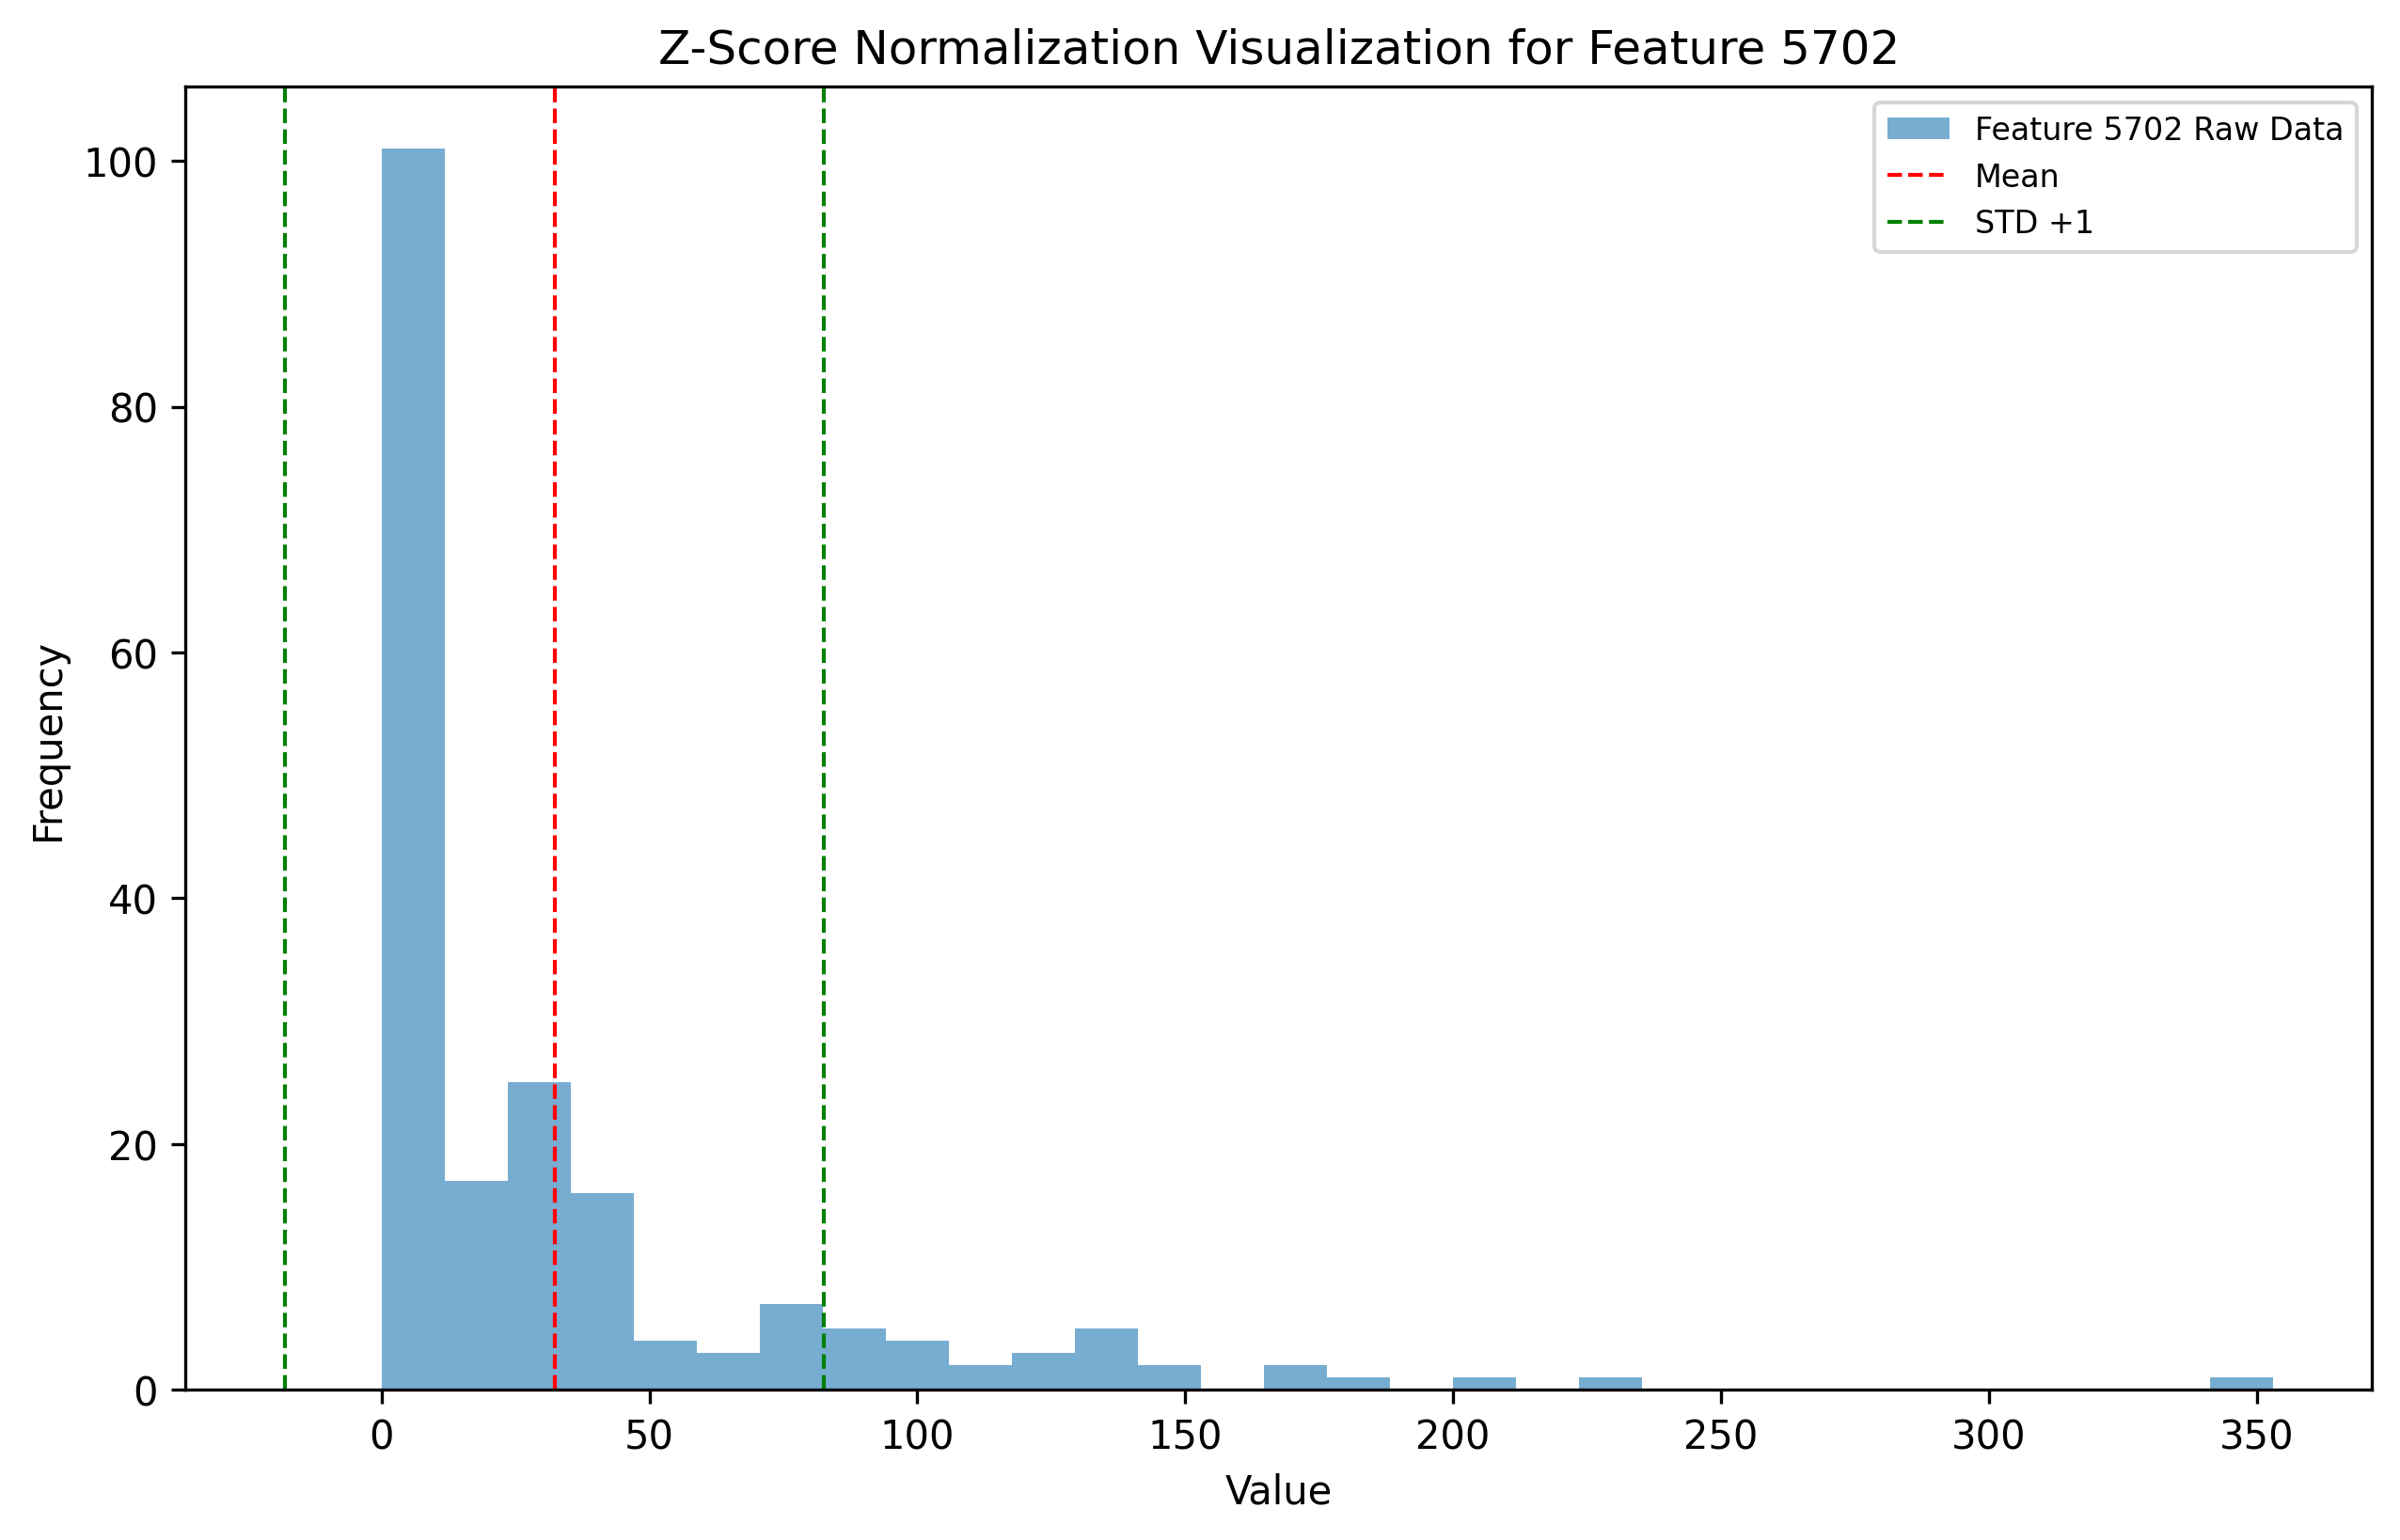 Z-Score Normalization Visualization for Feature 5702
Feature 5702 Raw Data
Mean
STD +1
100
80
60
40
20
0
Frequency
0 50 100 150 200 250 300 350
Value